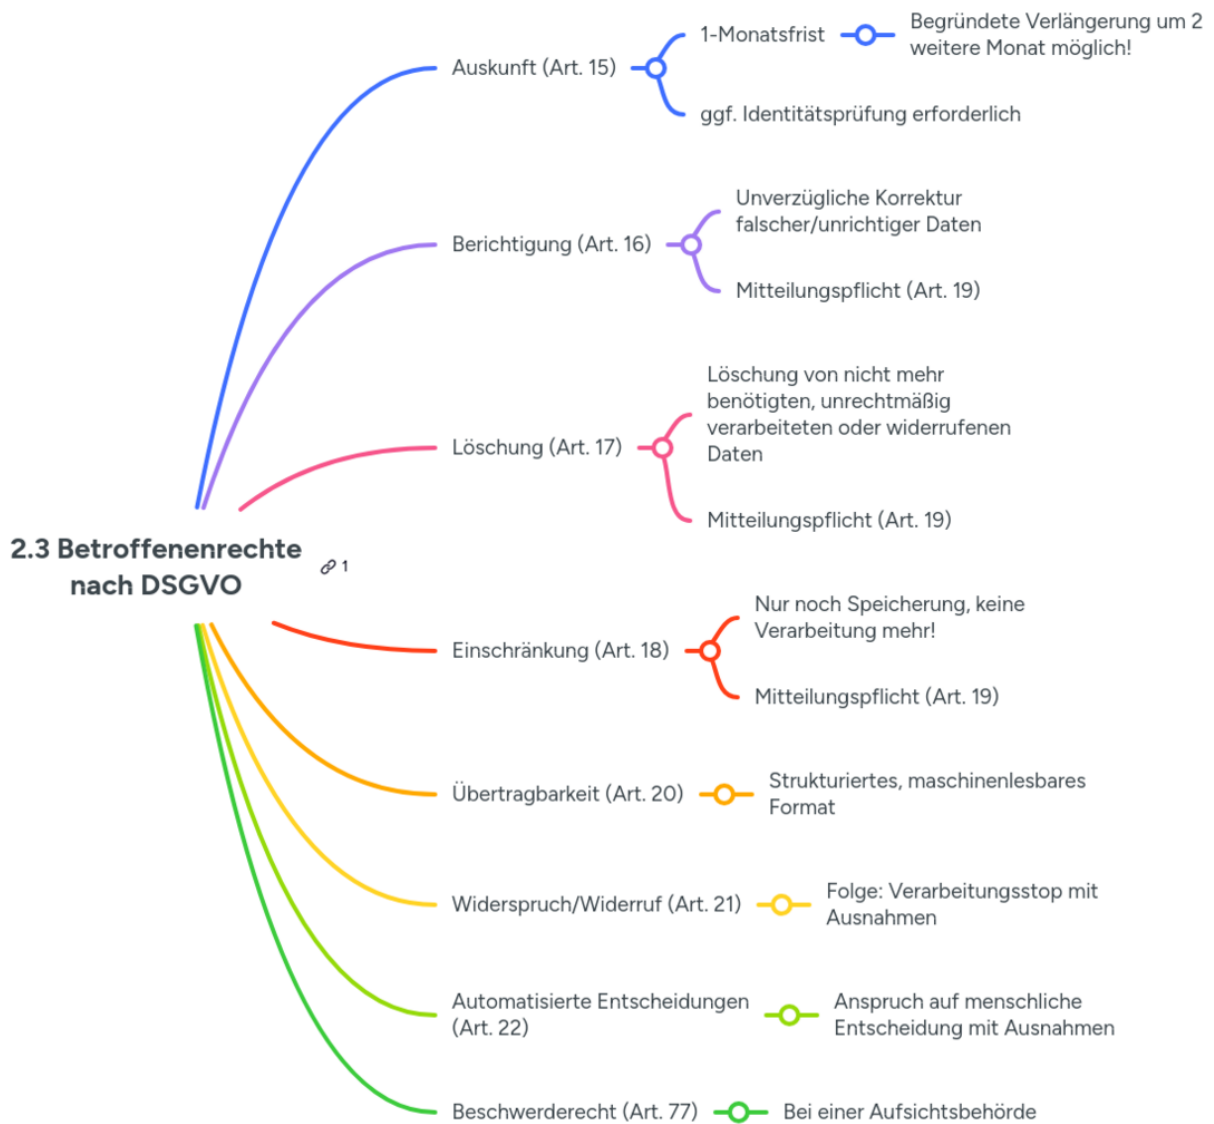 2.3 Betroffenenrechte
nach DSGVO
1
Auskunft (Art. 15)
1-Monatsfrist
Begründete Verlängerung um 2
weitere Monat möglich!
ggf. Identitätsprüfung erforderlich
Berichtigung (Art. 16)
Unverzügliche Korrektur
falscher/unrichtiger Daten
Mitteilungspflicht (Art. 19)
Löschung (Art. 17)
Löschung von nicht mehr
benötigten, unrechtmäßig
verarbeiteten oder widerrufenen
Daten
Mitteilungspflicht (Art. 19)
Einschränkung (Art. 18)
Nur noch Speicherung, keine
Verarbeitung mehr!
Mitteilungspflicht (Art. 19)
Übertragbarkeit (Art. 20)
Strukturiertes, maschinenlesbares
Format
Widerspruch/Widerruf (Art. 21)
Folge: Verarbeitungsstop mit
Ausnahmen
Automatisierte Entscheidungen
(Art. 22)
Anspruch auf menschliche
Entscheidung mit Ausnahmen
Beschwerderecht (Art. 77)
Bei einer Aufsichtsbehörde